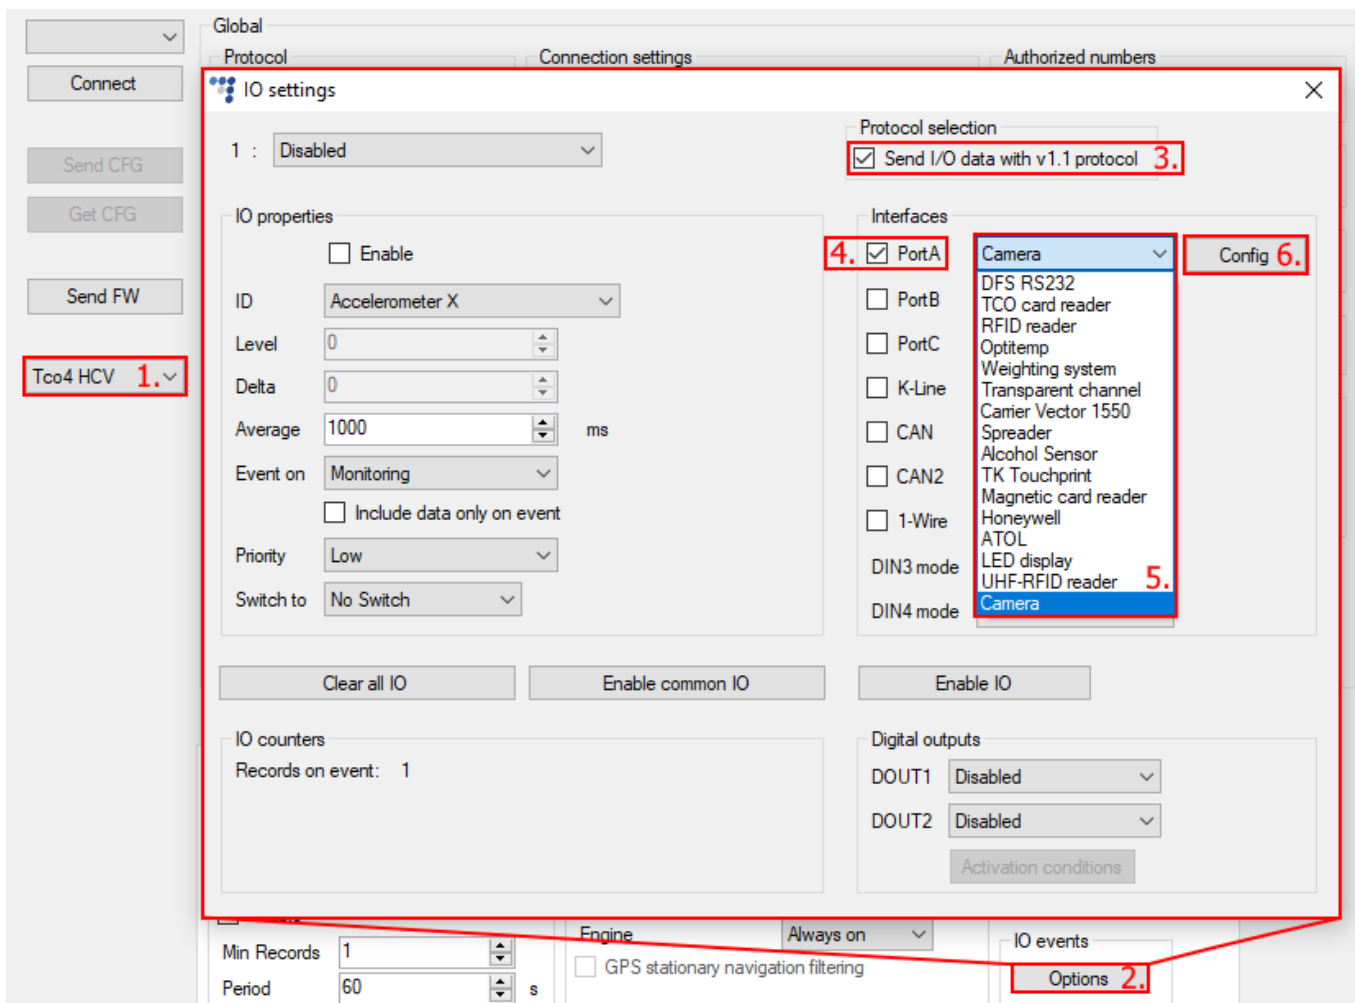 Global
Protocol
Connection settings
Authorized numbers
Connect
Send CFG
Get CFG
Send FW
Tco4 HCV 1.
IO settings
1 : Disabled
Protocol selection
Send I/O data with v1.1 protocol 3.
IO properties
Enable
ID Accelerometer X
Level 0
Delta 0
Average 1000 ms
Event on Monitoring
Include data only on event
Priority Low
Switch to No Switch
Interfaces
4. PortA Camera Config 6.
PortB
PortC
K-Line
CAN
CAN2
1-Wire
DIN3 mode
DIN4 mode
DFS RS232
TCO card reader
RFID reader
Optitemp
Weighting system
Transparent channel
Carrier Vector 1550
Spreader
Alcohol Sensor
TK Touchprint
Magnetic card reader
Honeywell
ATOL
LED display
UHF-RFID reader 5.
Camera
Clear all IO
Enable common IO
Enable IO
IO counters
Records on event: 1
Digital outputs
DOUT1 Disabled
DOUT2 Disabled
Activation conditions
Min Records 1
Period 60 s
Engine Always on
GPS stationary navigation filtering
IO events
Options 2.